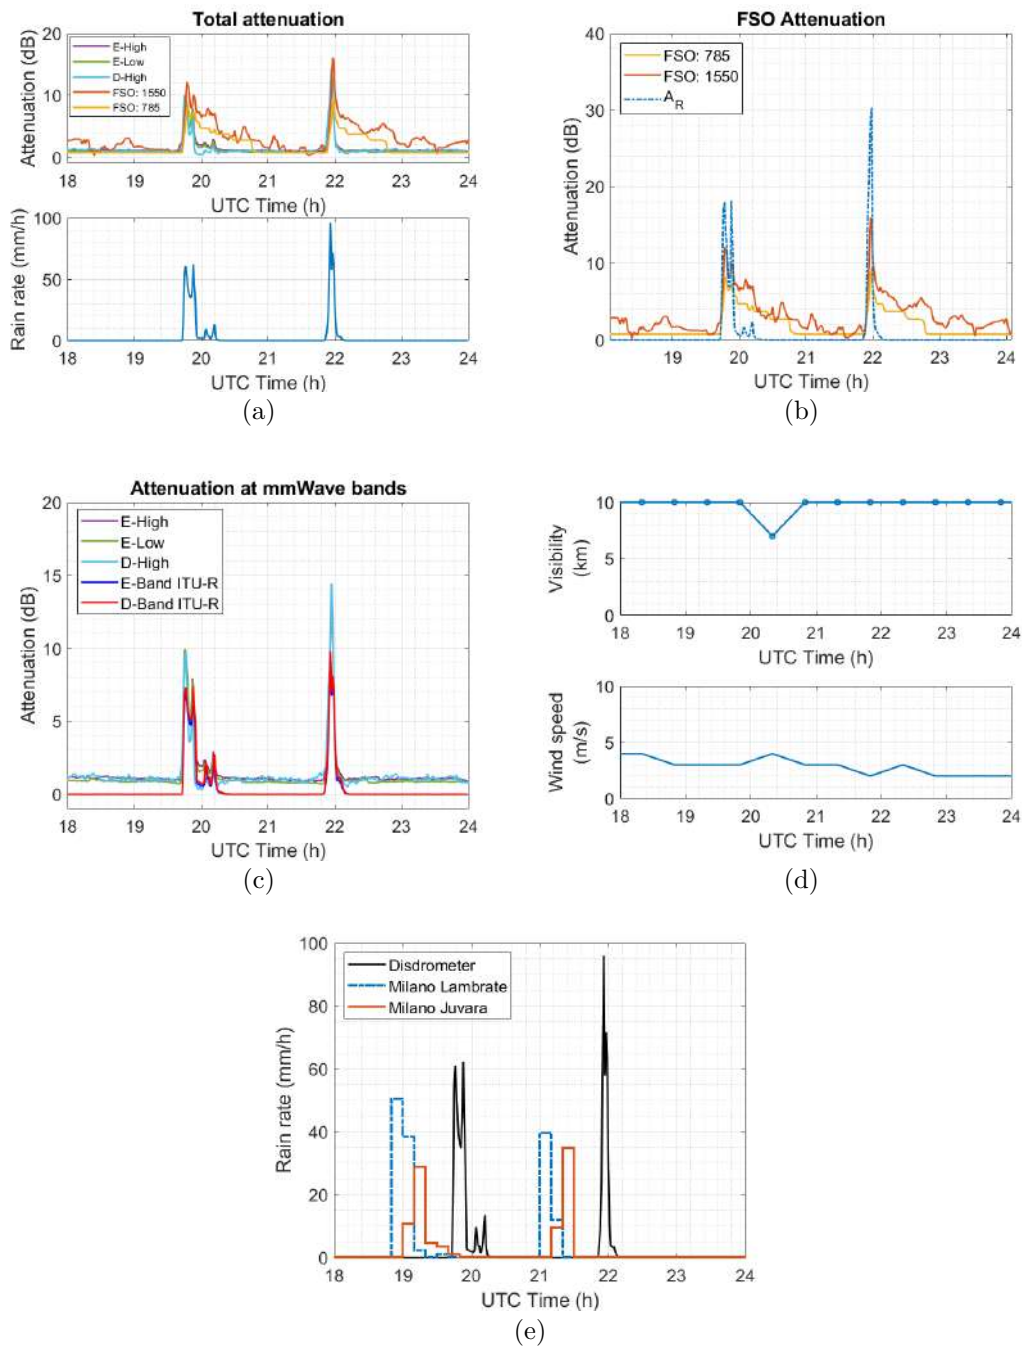 Total attenuation
Attenuation (dB)
20
10
0
E-High
E-Low
D-High
FSO: 1550
FSO: 785
18 19 20 21 22 23 24
UTC Time (h)
Rain rate (mm/h)
100
50
0
18 19 20 21 22 23 24
UTC Time (h)
(a)
FSO Attenuation
Attenuation (dB)
40
30
20
10
0
FSO: 785
FSO: 1550
A_R
19 20 21 22 23 24
UTC Time (h)
(b)
Attenuation at mmWave bands
Attenuation (dB)
20
15
10
5
0
E-High
E-Low
D-High
E-Band ITU-R
D-Band ITU-R
18 19 20 21 22 23 24
UTC Time (h)
(c)
Visibility
(km)
10
5
0
18 19 20 21 22 23 24
UTC Time (h)
Wind speed
(m/s)
10
5
0
18 19 20 21 22 23 24
UTC Time (h)
(d)
Rain rate (mm/h)
100
80
60
40
20
0
Disdrometer
Milano Lambrate
Milano Juvara
18 19 20 21 22 23 24
UTC Time (h)
(e)